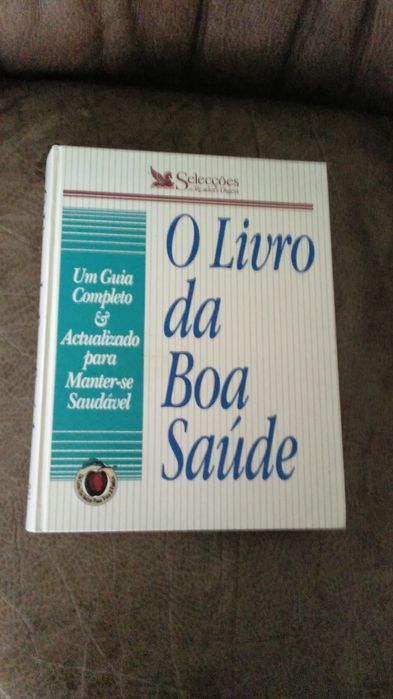 Selecções
do Reader's Digest
O Livro
da
Boa
Saúde
Um Guia
Completo
&
Actualizado
para
Manter-se
Saudável